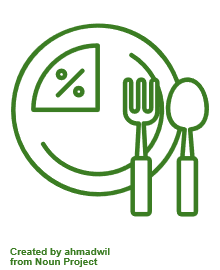 %
Created by ahmadwil
from Noun Project